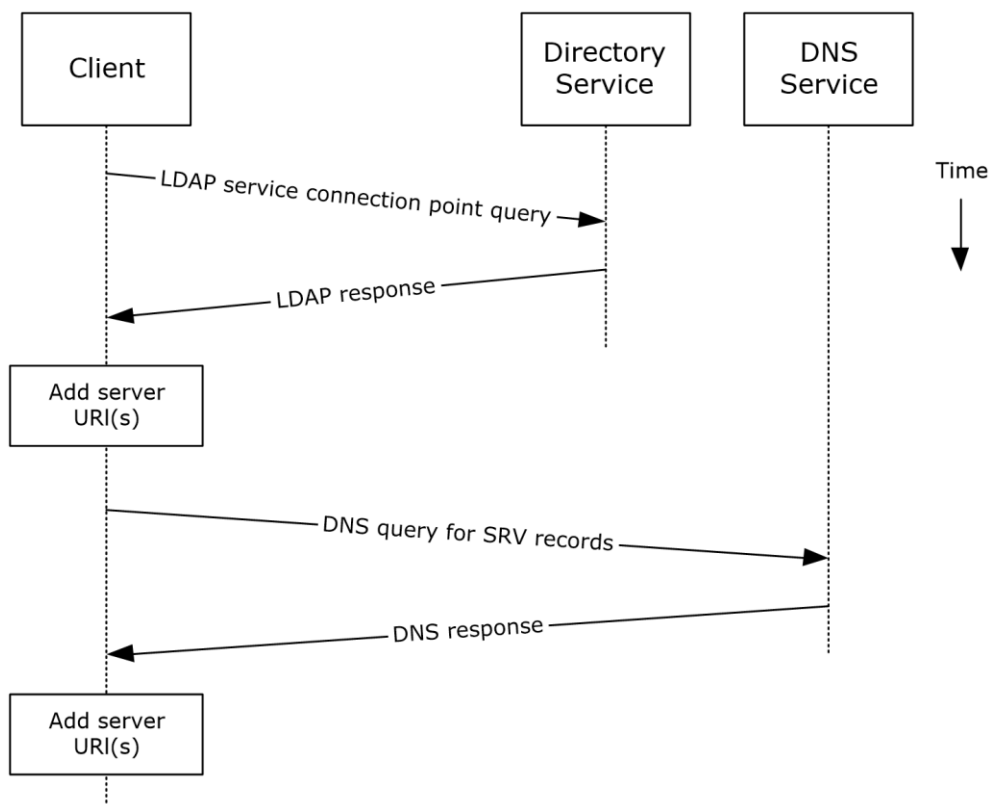 Client
Directory
Service
DNS
Service
Time
LDAP service connection point query
LDAP response
Add server
URI(s)
DNS query for SRV records
DNS response
Add server
URI(s)